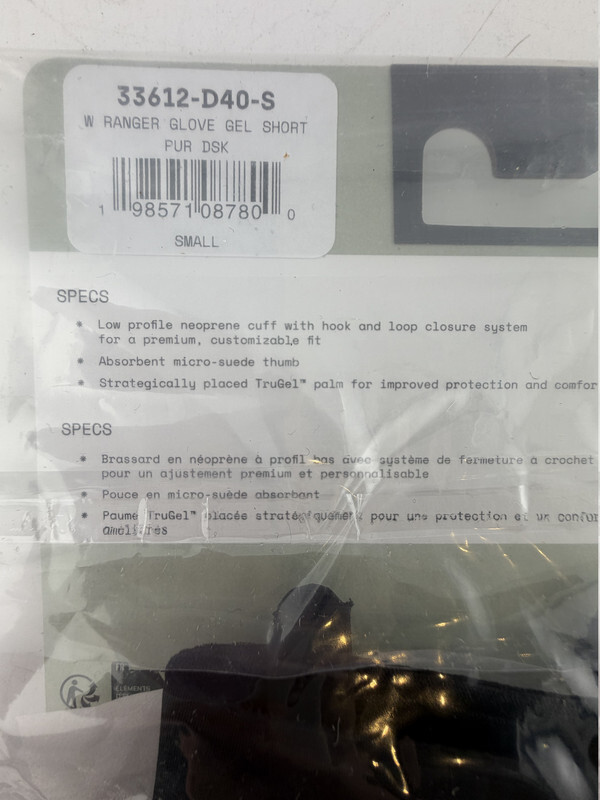 33612-D40-S
W RANGER GLOVE GEL SHORT
PUR DSK
1 98571 08780 0
SMALL
SPECS
• Low profile neoprene cuff with hook and loop closure system
for a premium, customizable fit
• Absorbent micro-suede thumb
• Strategically placed TruGel™ palm for improved protection and comfor
SPECS
• Brassard en néoprène à profil bas avec système de fermeture à crochet
pour un ajustement premium et personnalisable
• Pouce en micro-suède absorbant
• Paume TruGel™ placée stratégiquement pour une protection et un confor
améliorés